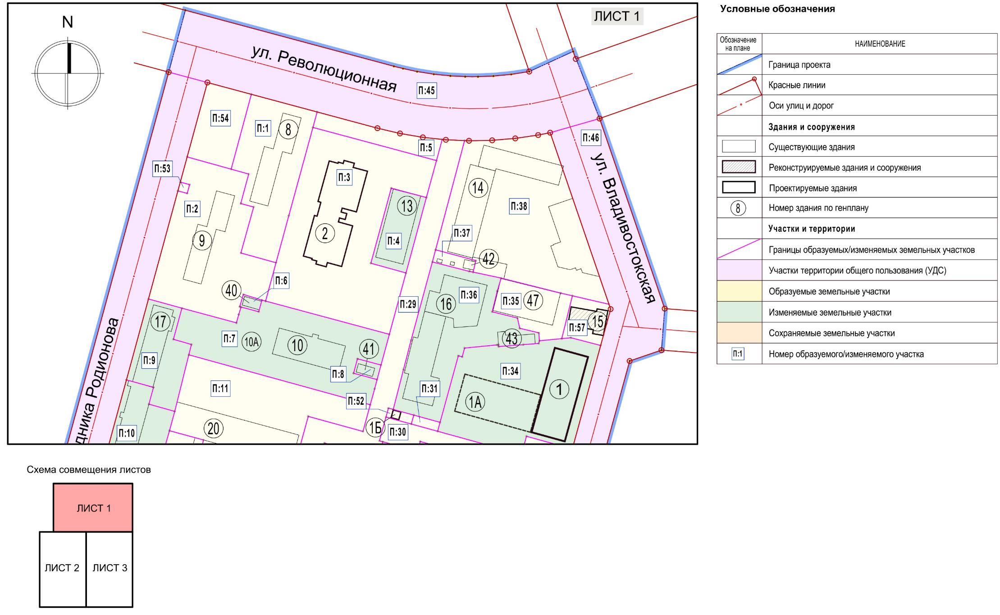 ЛИСТ 1
N
ул. Революционная
П:45
П:54
П:1
8
П:46
П:5
П:53
П:3
ул. Владивостокская
14
13
П:38
П:2
9
2
П:4
П:37
42
40
П:6
П:29
16
П:36
П:35
47
17
П:7
10А
10
41
43
П:57
15
дника Родионова
П:9
П:8
П:34
П:11
П:52
П:31
1
1А
20
1Б
П:30
П:10
Условные обозначения
Обозначение
на плане
НАИМЕНОВАНИЕ
Граница проекта
Красные линии
Оси улиц и дорог
Здания и сооружения
Существующие здания
Реконструируемые здания и сооружения
Проектируемые здания
8
Номер здания по генплану
Участки и территории
Границы образуемых/изменяемых земельных участков
Участки территории общего пользования (УДС)
Образуемые земельные участки
Изменяемые земельные участки
Сохраняемые земельные участки
П:1
Номер образуемого/изменяемого участка
Схема совмещения листов
ЛИСТ 1
ЛИСТ 2
ЛИСТ 3